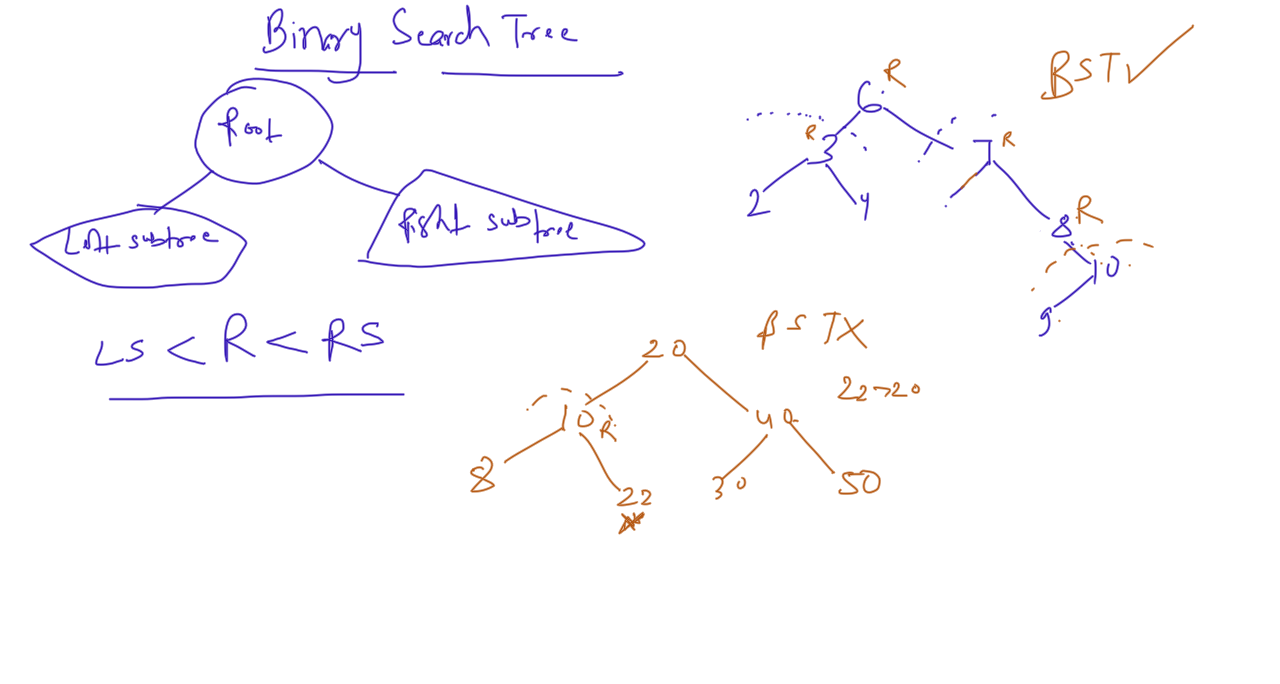 Binary Search Tree
Root
Left subtree
Right subtree
LS < R < RS
BST✓
6 R
R 3
7 R
2
4
8 R
10
9
BST X
20
22>20
10 R
40
8
22
30
50